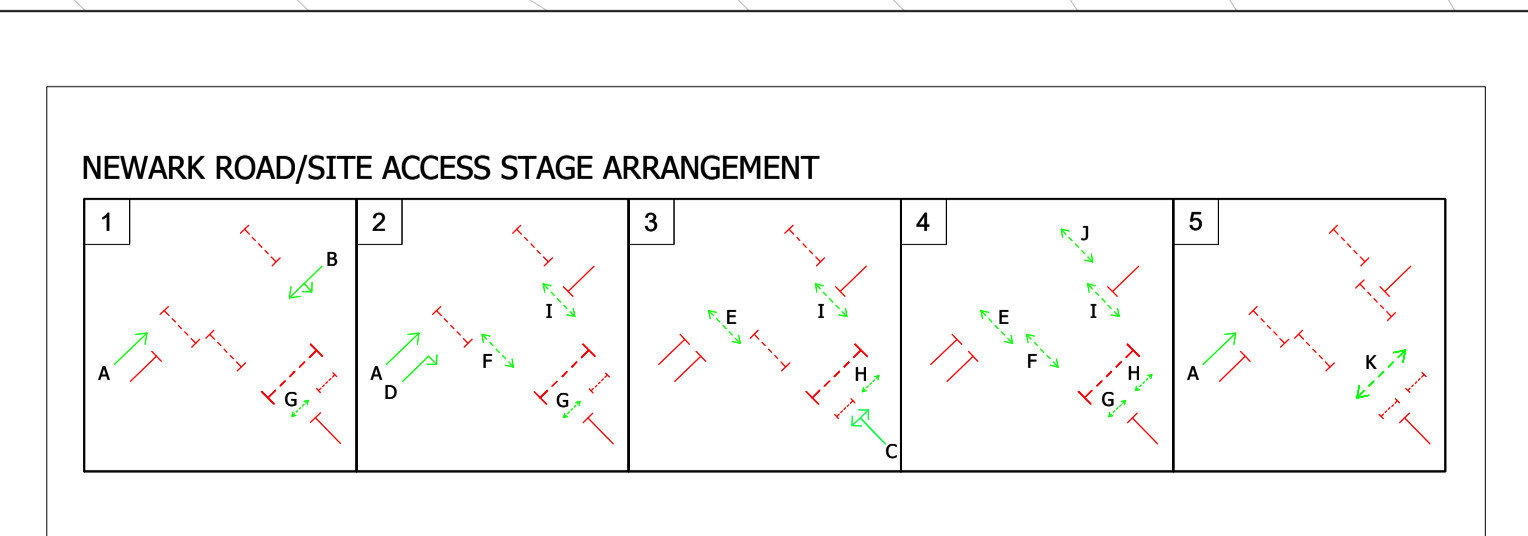 NEWARK ROAD/SITE ACCESS STAGE ARRANGEMENT
1 2 3 4 5
B J
I E I E I
A A F F K A
D H H
G G G
C